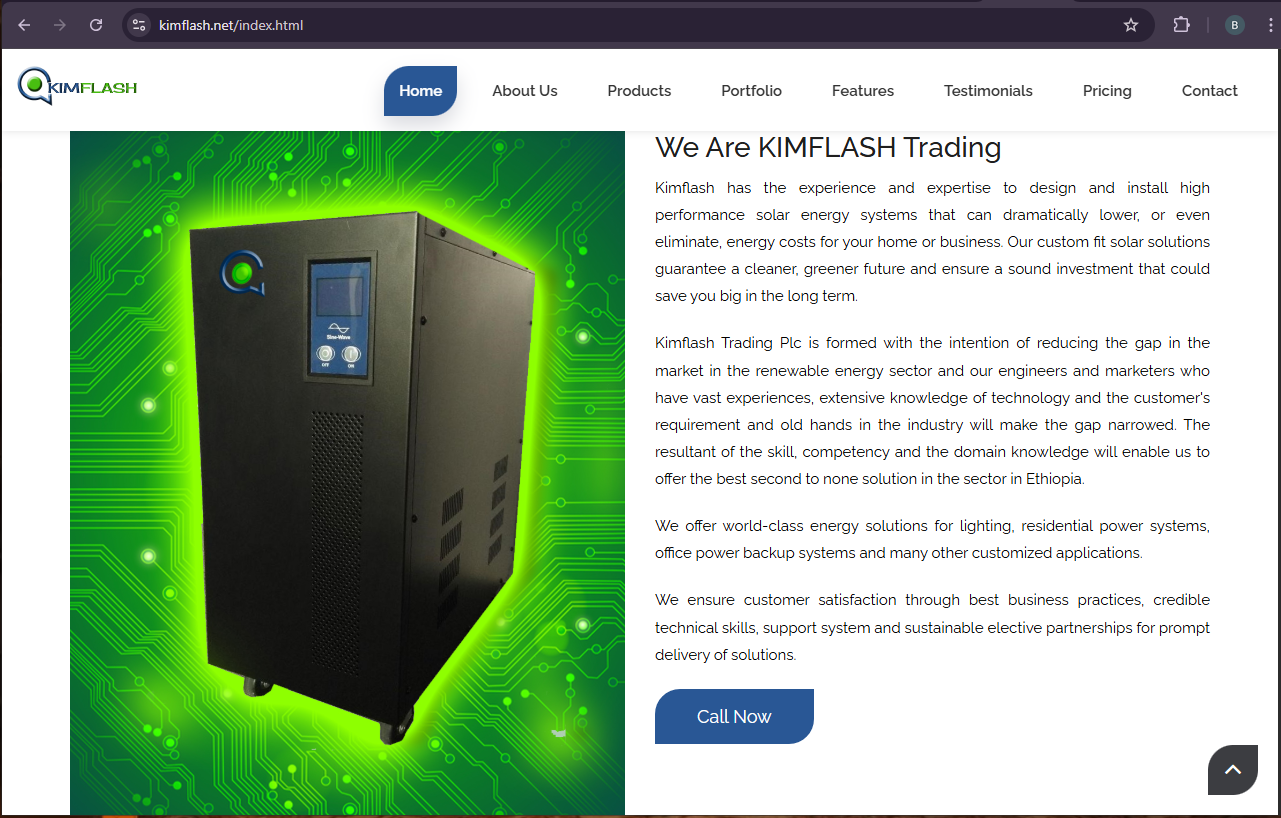 kimflash.net/index.html
B
KIMFLASH
Home
About Us
Products
Portfolio
Features
Testimonials
Pricing
Contact
We Are KIMFLASH Trading
Kimflash has the experience and expertise to design and install high
performance solar energy systems that can dramatically lower, or even
eliminate, energy costs for your home or business. Our custom fit solar solutions
guarantee a cleaner, greener future and ensure a sound investment that could
save you big in the long term.
Kimflash Trading Plc is formed with the intention of reducing the gap in the
market in the renewable energy sector and our engineers and marketers who
have vast experiences, extensive knowledge of technology and the customer's
requirement and old hands in the industry will make the gap narrowed. The
resultant of the skill, competency and the domain knowledge will enable us to
offer the best second to none solution in the sector in Ethiopia.
We offer world-class energy solutions for lighting, residential power systems,
office power backup systems and many other customized applications.
We ensure customer satisfaction through best business practices, credible
technical skills, support system and sustainable elective partnerships for prompt
delivery of solutions.
Call Now
Sine-Wave
OFF
ON